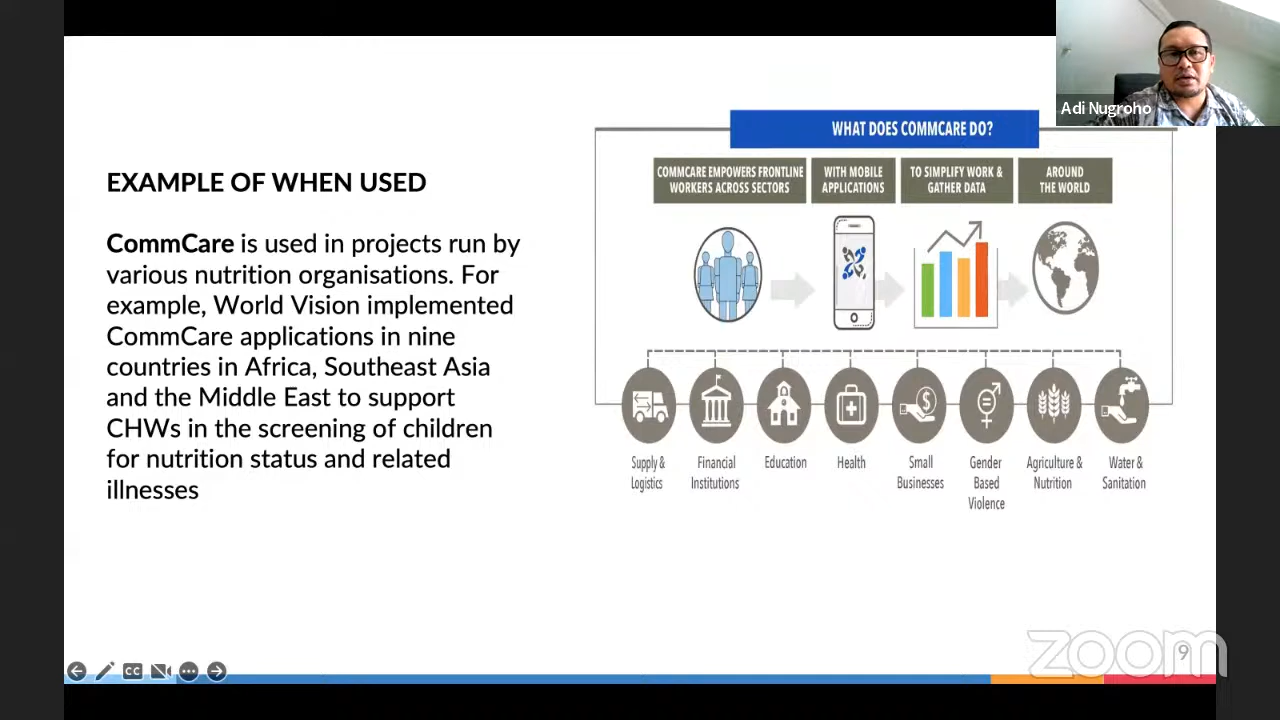 Adi Nugroho
EXAMPLE OF WHEN USED
CommCare is used in projects run by
various nutrition organisations. For
example, World Vision implemented
CommCare applications in nine
countries in Africa, Southeast Asia
and the Middle East to support
CHWs in the screening of children
for nutrition status and related
illnesses
WHAT DOES COMMCARE DO?
COMMCARE EMPOWERS FRONTLINE
WORKERS ACROSS SECTORS
WITH MOBILE
APPLICATIONS
TO SIMPLIFY WORK &
GATHER DATA
AROUND
THE WORLD
Supply &
Logistics
Financial
Institutions
Education
Health
Small
Businesses
Gender
Based
Violence
Agriculture &
Nutrition
Water &
Sanitation
CC
zoom
9